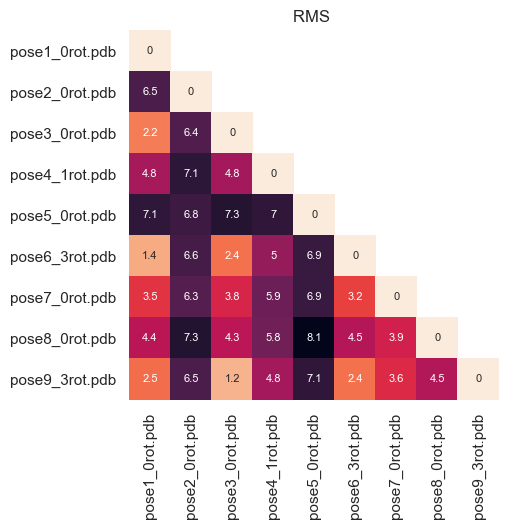 RMS
pose1_0rot.pdb 0
pose2_0rot.pdb 6.5 0
pose3_0rot.pdb 2.2 6.4 0
pose4_1rot.pdb 4.8 7.1 4.8 0
pose5_0rot.pdb 7.1 6.8 7.3 7 0
pose6_3rot.pdb 1.4 6.6 2.4 5 6.9 0
pose7_0rot.pdb 3.5 6.3 3.8 5.9 6.9 3.2 0
pose8_0rot.pdb 4.4 7.3 4.3 5.8 8.1 4.5 3.9 0
pose9_3rot.pdb 2.5 6.5 1.2 4.8 7.1 2.4 3.6 4.5 0
pose1_0rot.pdb
pose2_0rot.pdb
pose3_0rot.pdb
pose4_1rot.pdb
pose5_0rot.pdb
pose6_3rot.pdb
pose7_0rot.pdb
pose8_0rot.pdb
pose9_3rot.pdb